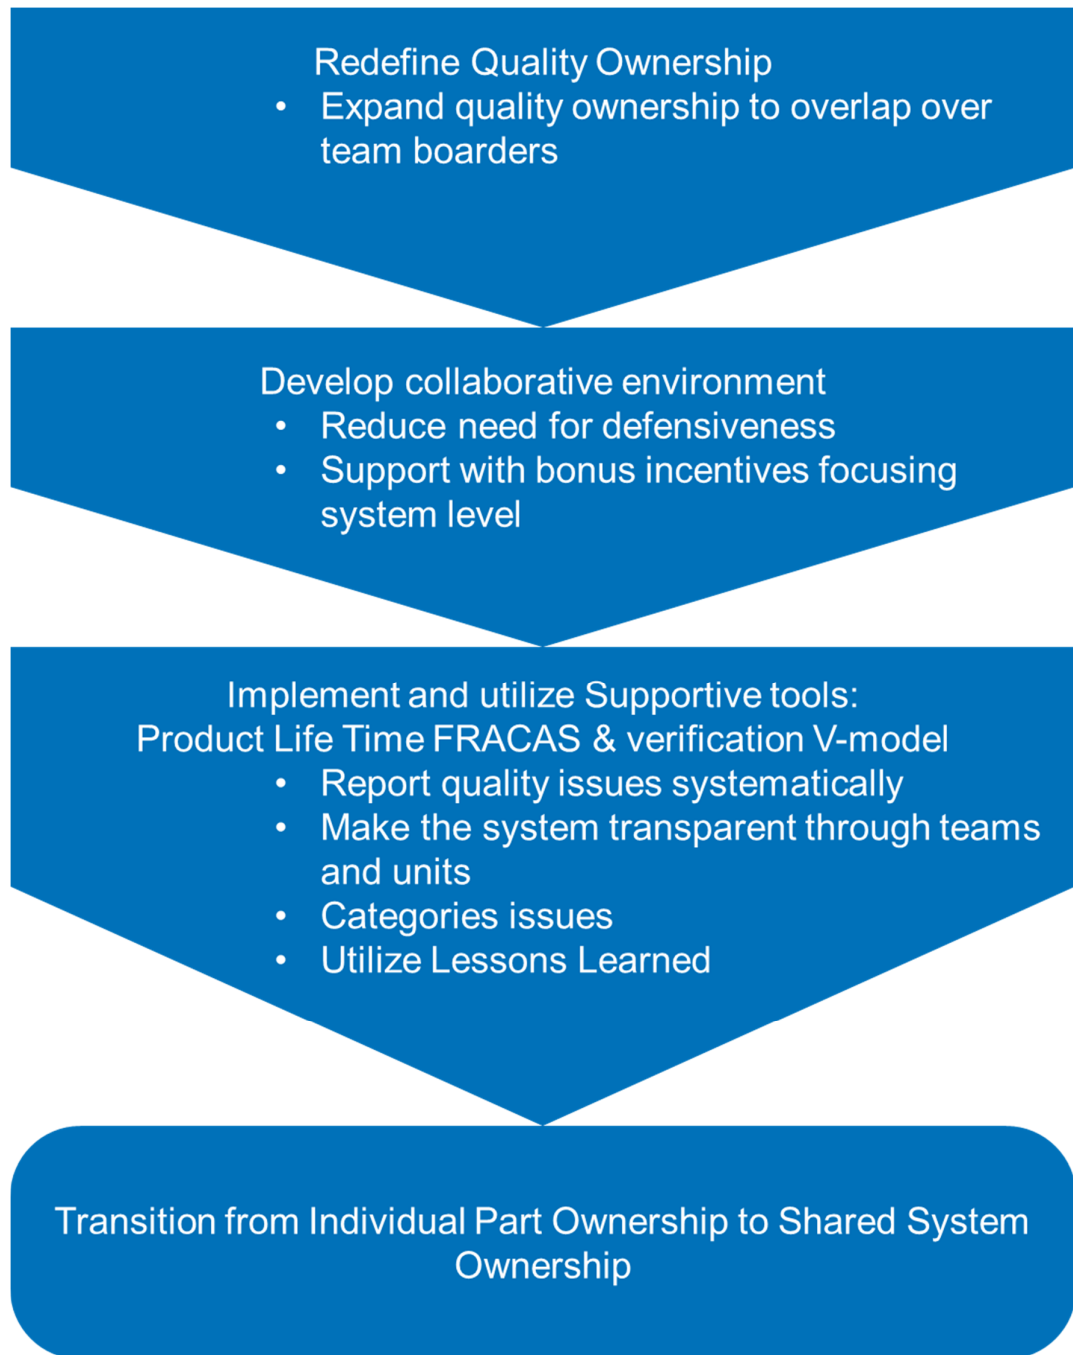 Redefine Quality Ownership
• Expand quality ownership to overlap over
team boarders
Develop collaborative environment
• Reduce need for defensiveness
• Support with bonus incentives focusing
system level
Implement and utilize Supportive tools:
Product Life Time FRACAS & verification V-model
• Report quality issues systematically
• Make the system transparent through teams
and units
• Categories issues
• Utilize Lessons Learned
Transition from Individual Part Ownership to Shared System
Ownership